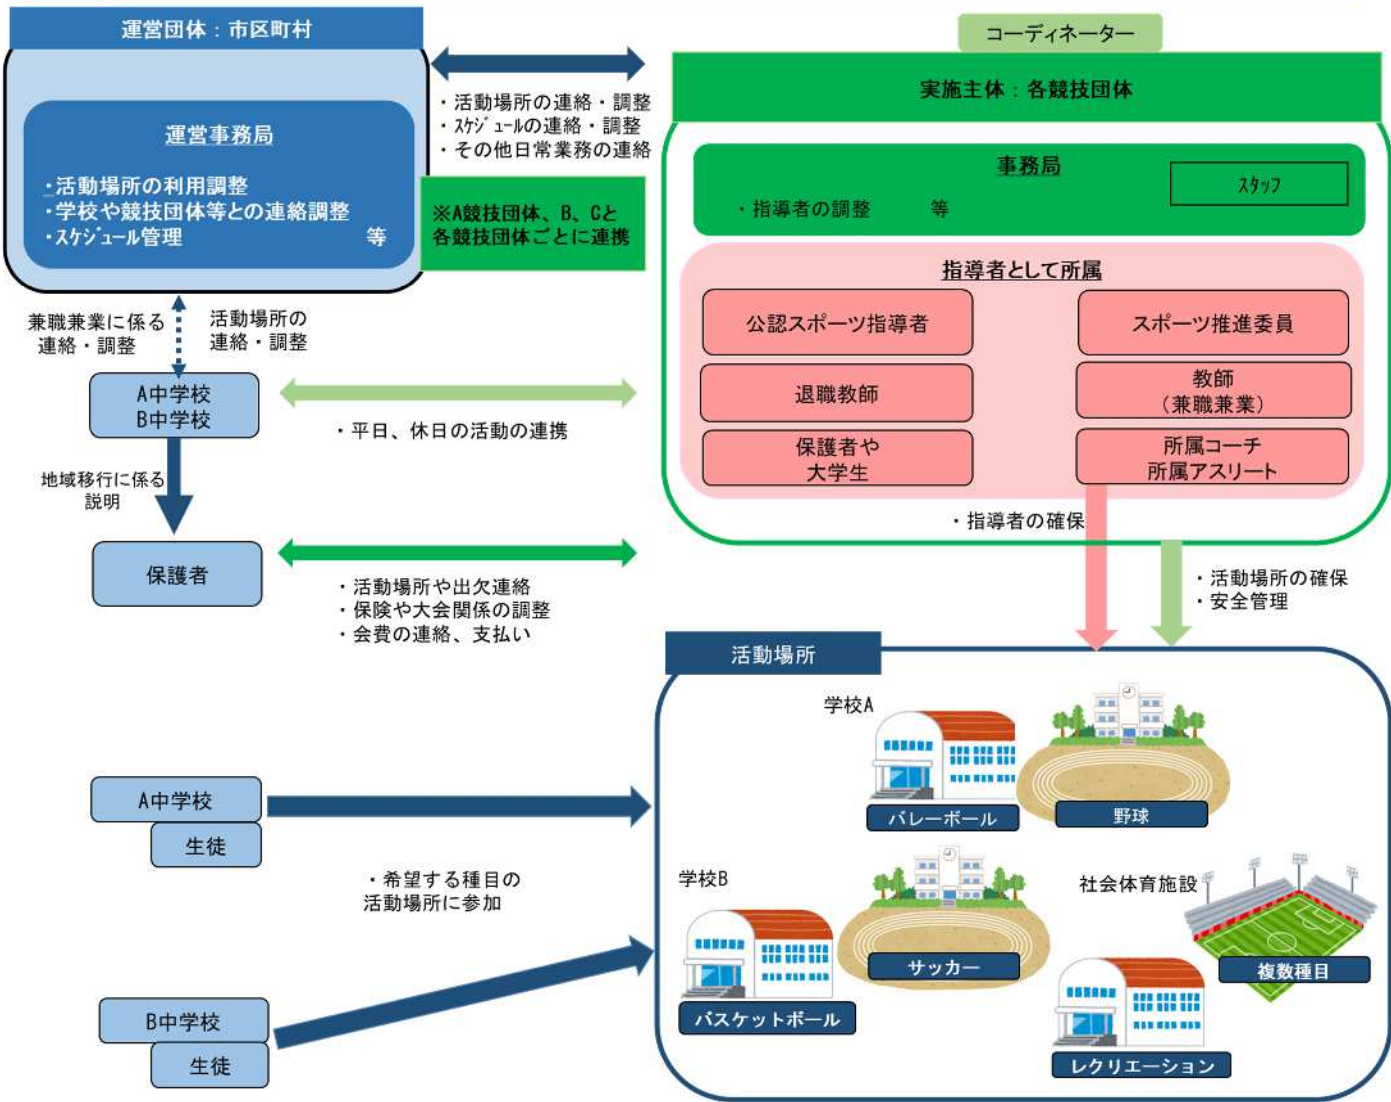 運営団体：市区町村
運営事務局
・活動場所の利用調整
・学校や競技団体等との連絡調整
・ｽｹｼﾞｭｰﾙ管理 等
・活動場所の連絡・調整
・ｽｹｼﾞｭｰﾙの連絡・調整
・その他日常業務の連絡
※A競技団体、B、Cと
各競技団体ごとに連携
コーディネーター
実施主体：各競技団体
事務局
スタッフ
・指導者の調整 等
指導者として所属
公認スポーツ指導者
スポーツ推進委員
退職教師
教師
（兼職兼業）
保護者や
大学生
所属コーチ
所属アスリート
兼職兼業に係る
連絡・調整
活動場所の
連絡・調整
A中学校
B中学校
・平日、休日の活動の連携
地域移行に係る
説明
保護者
・活動場所や出欠連絡
・保険や大会関係の調整
・会費の連絡、支払い
・指導者の確保
・活動場所の確保
・安全管理
活動場所
学校A
バレーボール
野球
学校B
バスケットボール
サッカー
社会体育施設
複数種目
レクリエーション
A中学校
生徒
・希望する種目の
活動場所に参加
B中学校
生徒